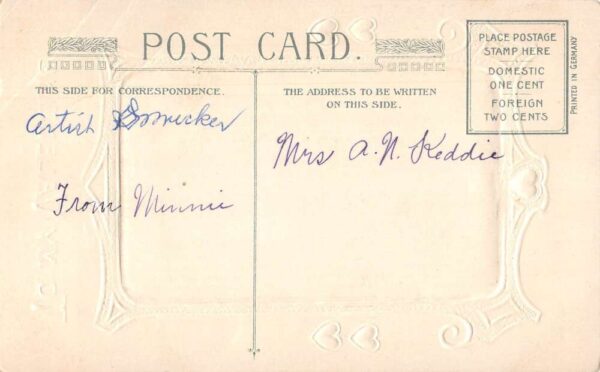 POST CARD.
PLACE POSTAGE
STAMP HERE
DOMESTIC
ONE CENT
FOREIGN
TWO CENTS
PRINTED IN GERMANY
THIS SIDE FOR CORRESPONDENCE.
THE ADDRESS TO BE WRITTEN
ON THIS SIDE.
artist
Mrs A. N. Keddie
From Minnie